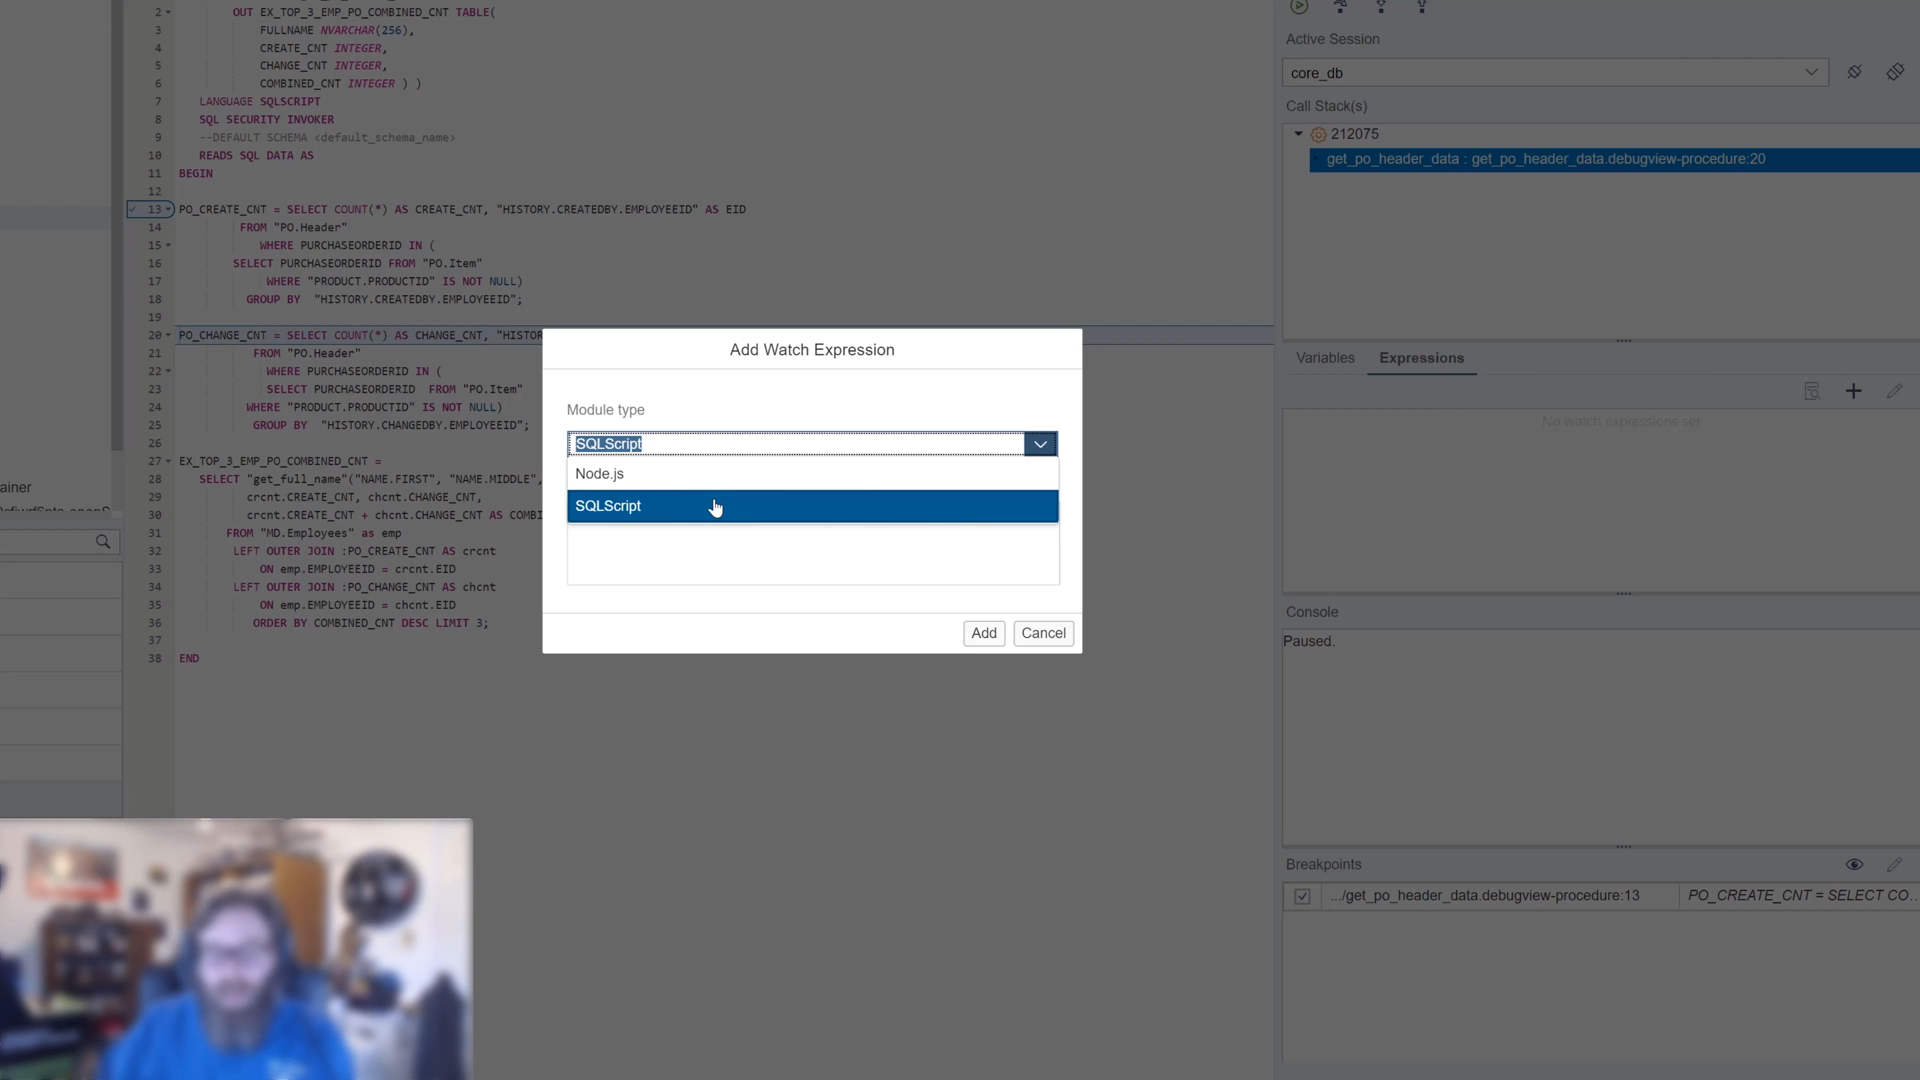 2 OUT EX_TOP_3_EMP_PO_COMBINED_CNT TABLE(
3 FULLNAME NVARCHAR(256),
4 CREATE_CNT INTEGER,
5 CHANGE_CNT INTEGER,
6 COMBINED_CNT INTEGER ) )
7 LANGUAGE SQLSCRIPT
8 SQL SECURITY INVOKER
9 --DEFAULT SCHEMA <default_schema_name>
10 READS SQL DATA AS
11 BEGIN
12
13 PO_CREATE_CNT = SELECT COUNT(*) AS CREATE_CNT, "HISTORY.CREATEDBY.EMPLOYEEID" AS EID
14 FROM "PO.Header"
15 WHERE PURCHASEORDERID IN (
16 SELECT PURCHASEORDERID FROM "PO.Item"
17 WHERE "PRODUCT.PRODUCTID" IS NOT NULL)
18 GROUP BY "HISTORY.CREATEDBY.EMPLOYEEID";
19
20 PO_CHANGE_CNT = SELECT COUNT(*) AS CHANGE_CNT, "HISTOR
21 FROM "PO.Header"
22 WHERE PURCHASEORDERID IN (
23 SELECT PURCHASEORDERID FROM "PO.Item"
24 WHERE "PRODUCT.PRODUCTID" IS NOT NULL)
25 GROUP BY "HISTORY.CHANGEDBY.EMPLOYEEID";
26
27 EX_TOP_3_EMP_PO_COMBINED_CNT =
28 SELECT "get_full_name"("NAME.FIRST", "NAME.MIDDLE",
29 crcnt.CREATE_CNT, chcnt.CHANGE_CNT,
30 crcnt.CREATE_CNT + chcnt.CHANGE_CNT AS COMBI
31 FROM "MD.Employees" as emp
32 LEFT OUTER JOIN :PO_CREATE_CNT AS crcnt
33 ON emp.EMPLOYEEID = crcnt.EID
34 LEFT OUTER JOIN :PO_CHANGE_CNT AS chcnt
35 ON emp.EMPLOYEEID = chcnt.EID
36 ORDER BY COMBINED_CNT DESC LIMIT 3;
37
38 END
ainer
Add Watch Expression
Module type
SQLScript
Node.js
SQLScript
Add Cancel
Active Session
core_db
Call Stack(s)
212075
get_po_header_data : get_po_header_data.debugview-procedure:20
Variables Expressions
No watch expressions set
Console
Paused.
Breakpoints
.../get_po_header_data.debugview-procedure:13 PO_CREATE_CNT = SELECT CO...